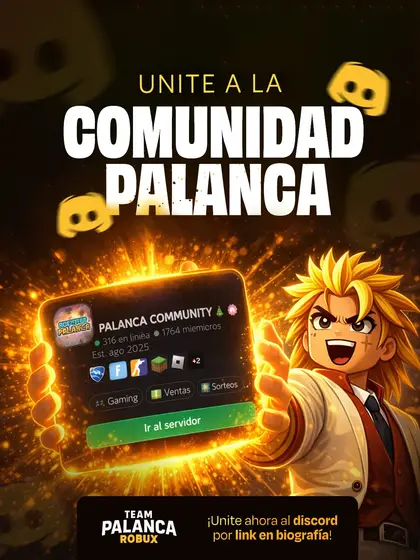 UNITE A LA
COMUNIDAD
PALANCA
PALANCA COMMUNITY
316 en línea 1764 miembros
Est. ago 2025
+2
Gaming
Ventas
Sorteos
Ir al servidor
TEAM
PALANCA
ROBUX
¡Unite ahora al discord
por link en biografía!